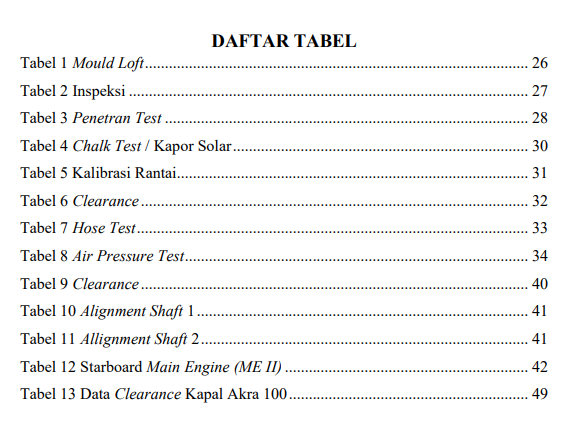 DAFTAR TABEL
Tabel 1 Mould Loft........................................................................................ 26
Tabel 2 Inspeksi ........................................................................................... 27
Tabel 3 Penetran Test ................................................................................... 28
Tabel 4 Chalk Test / Kapor Solar.................................................................. 30
Tabel 5 Kalibrasi Rantai................................................................................ 31
Tabel 6 Clearance ........................................................................................ 32
Tabel 7 Hose Test.......................................................................................... 33
Tabel 8 Air Pressure Test.............................................................................. 34
Tabel 9 Clearance ........................................................................................ 40
Tabel 10 Alignment Shaft 1 .......................................................................... 41
Tabel 11 Allignment Shaft 2.......................................................................... 41
Tabel 12 Starboard Main Engine (ME II) ...................................................... 42
Tabel 13 Data Clearance Kapal Akra 100...................................................... 49